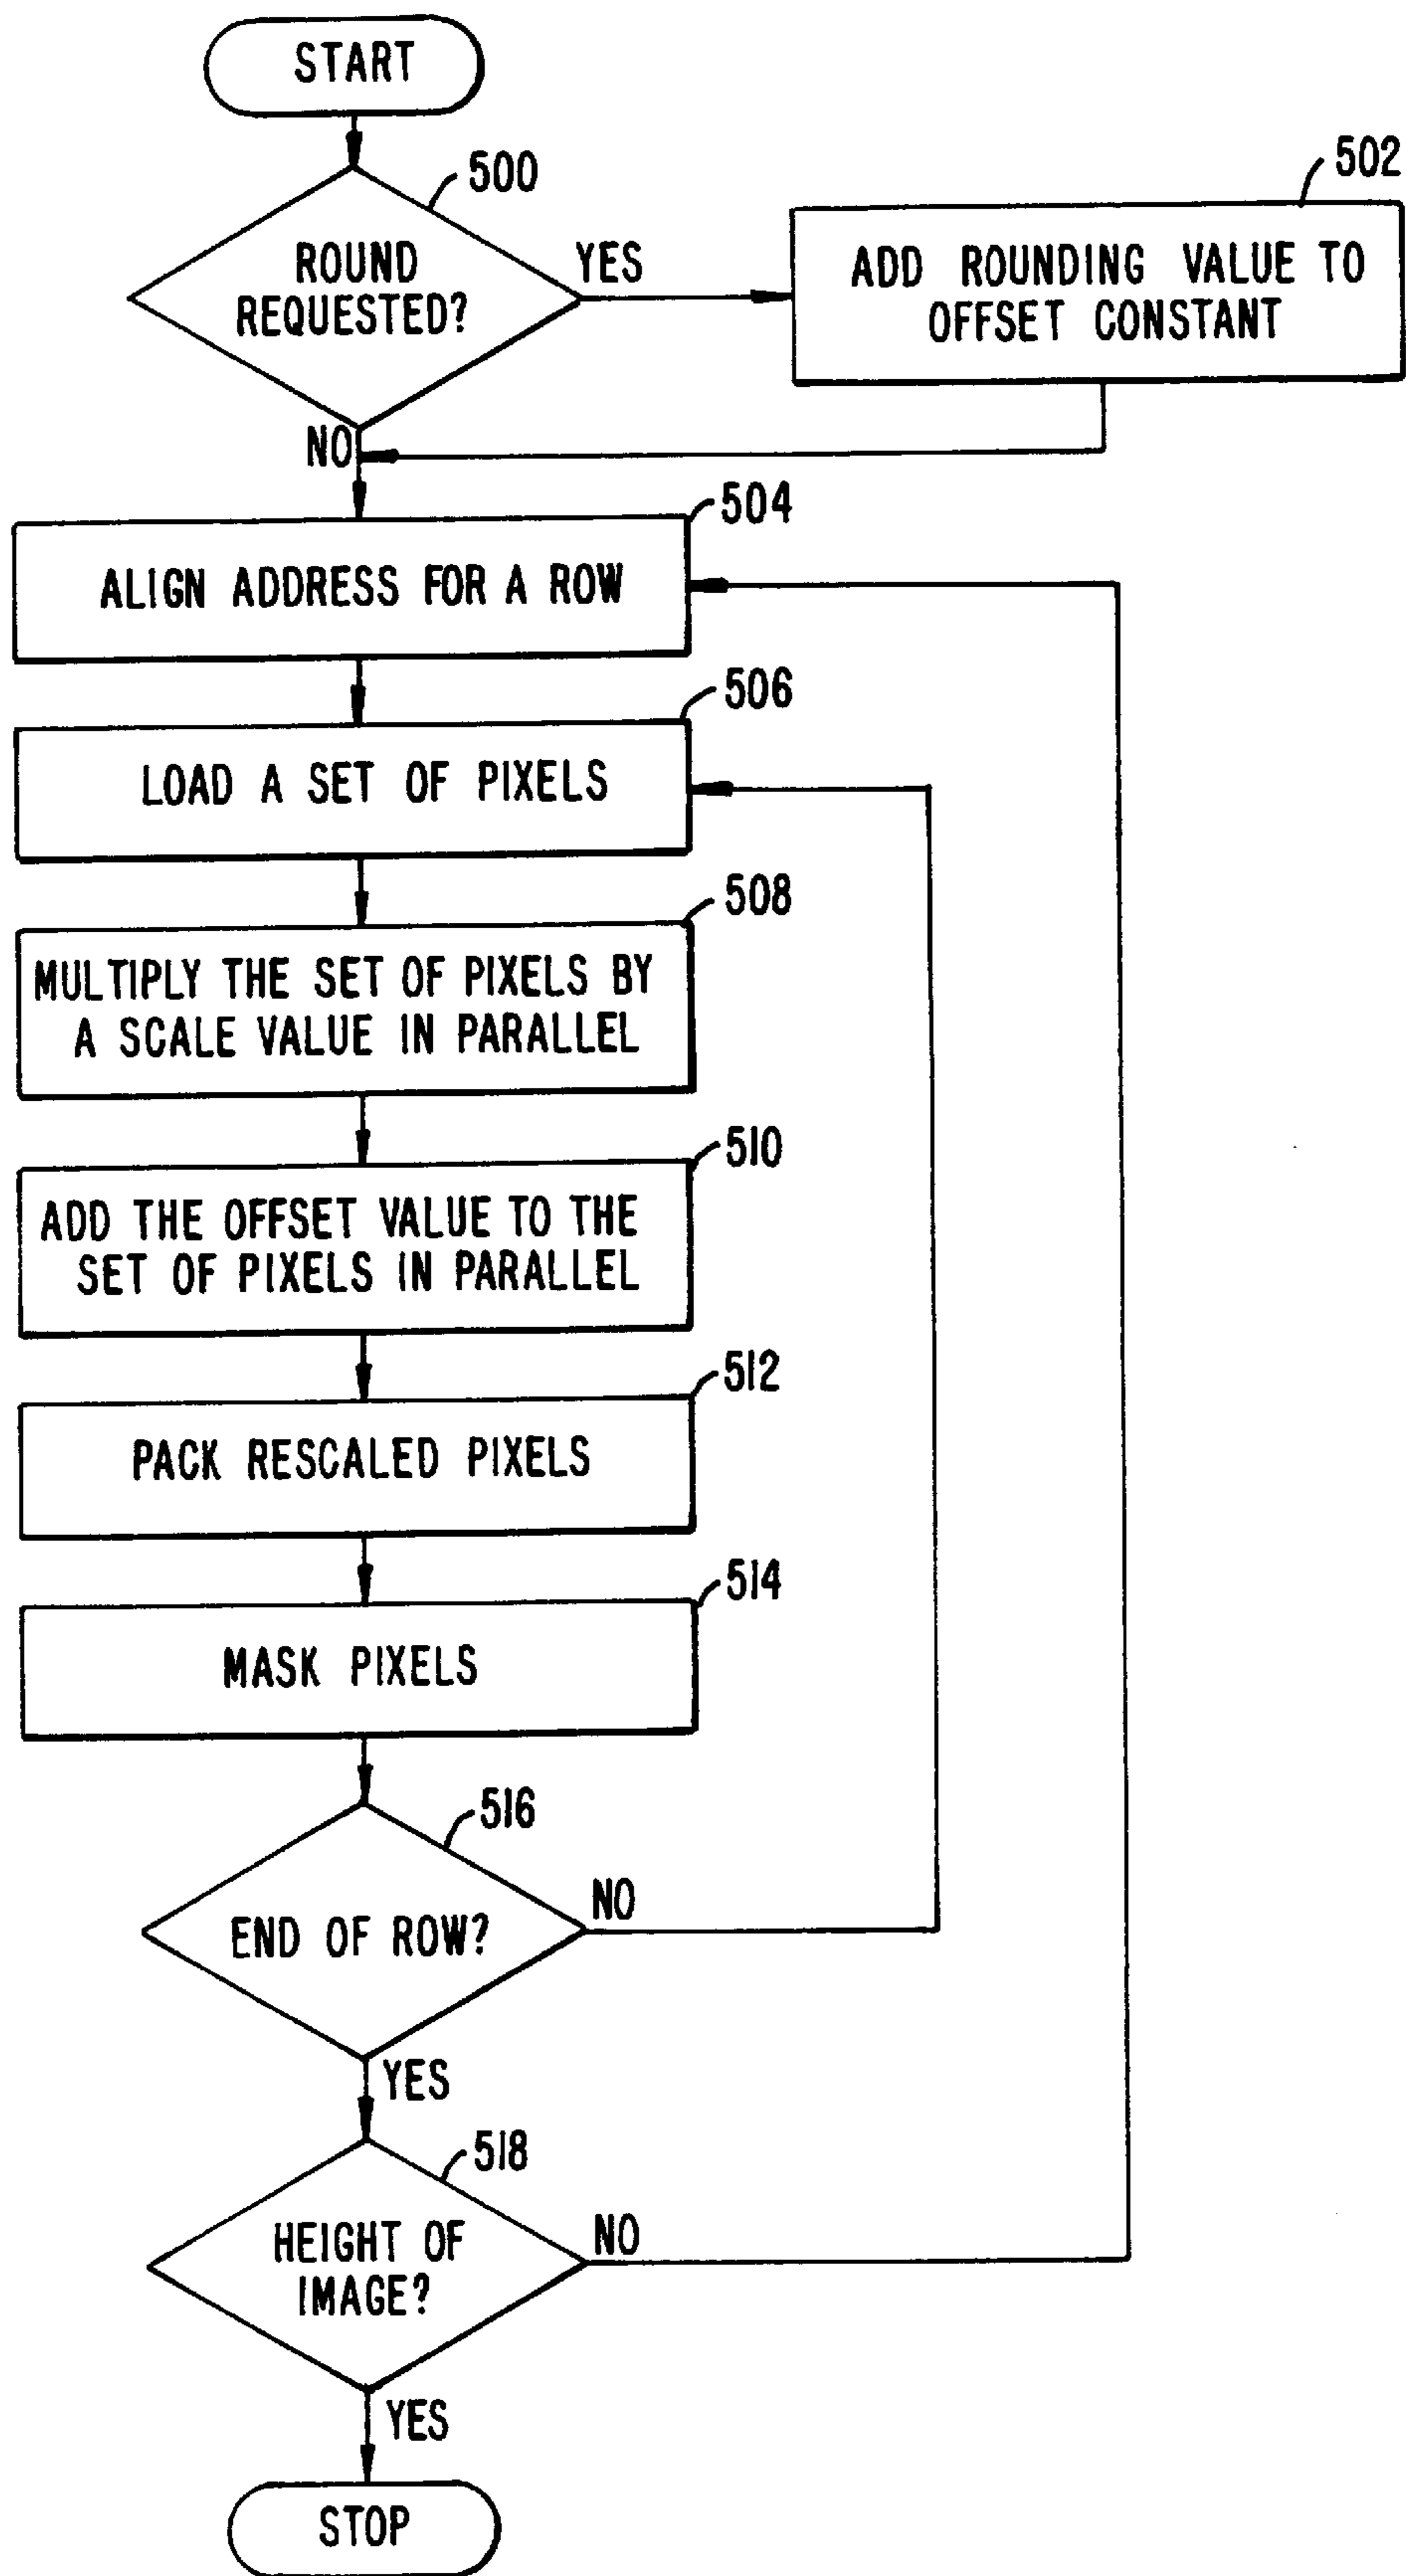 START
500
ROUND
REQUESTED?
YES
502
ADD ROUNDING VALUE TO
OFFSET CONSTANT
NO
504
ALIGN ADDRESS FOR A ROW
506
LOAD A SET OF PIXELS
508
MULTIPLY THE SET OF PIXELS BY
A SCALE VALUE IN PARALLEL
510
ADD THE OFFSET VALUE TO THE
SET OF PIXELS IN PARALLEL
512
PACK RESCALED PIXELS
514
MASK PIXELS
516
END OF ROW?
NO
YES
518
HEIGHT OF
IMAGE?
NO
YES
STOP